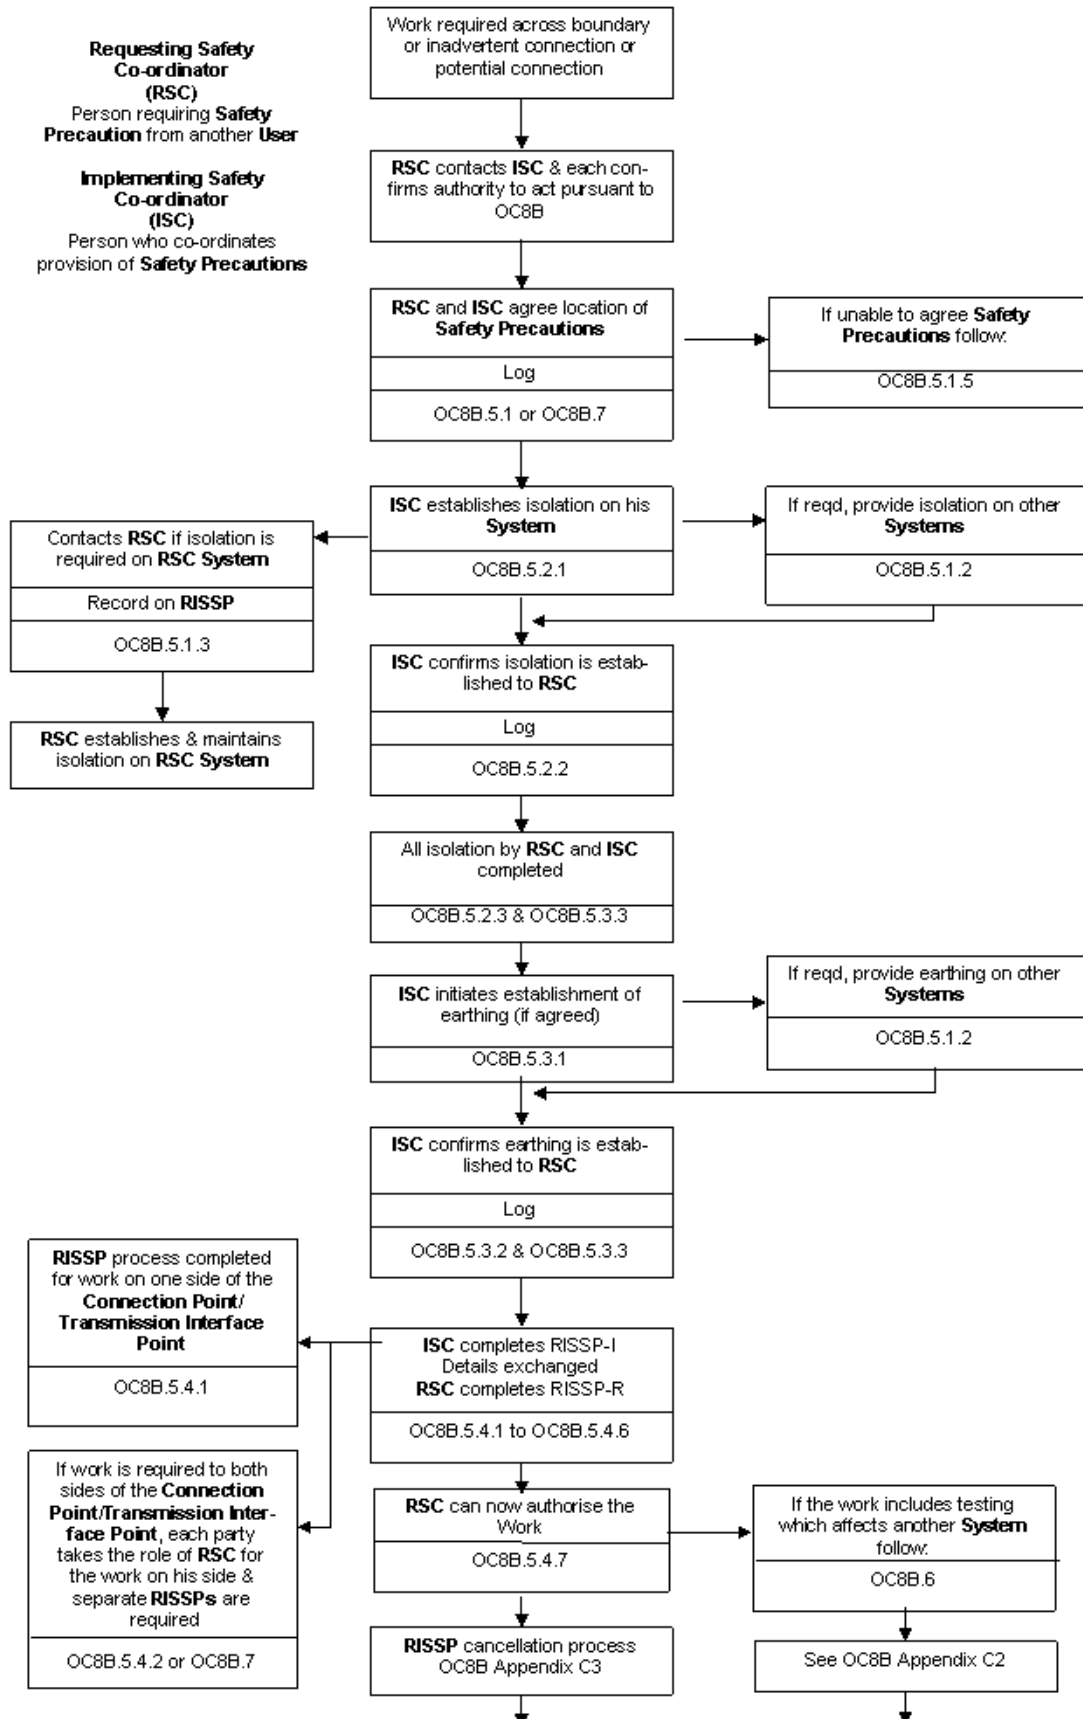 Requesting Safety
Co-ordinator
(RSC)
Person requiring Safety
Precaution from another User
Implementing Safety
Co-ordinator
(ISC)
Person who co-ordinates
provision of Safety Precautions
Work required across boundary
or inadvertent connection or
potential connection
RSC contacts ISC & each con-
firms authority to act pursuant to
OC8B
RSC and ISC agree location of
Safety Precautions
Log
OC8B.5.1 or OC8B.7
If unable to agree Safety
Precautions follow:
OC8B.5.1.5
ISC establishes isolation on his
System
OC8B.5.2.1
If reqd, provide isolation on other
Systems
OC8B.5.1.2
Contacts RSC if isolation is
required on RSC System
Record on RISSP
OC8B.5.1.3
RSC establishes & maintains
isolation on RSC System
ISC confirms isolation is estab-
lished to RSC
Log
OC8B.5.2.2
All isolation by RSC and ISC
completed
OC8B.5.2.3 & OC8B.5.3.3
ISC initiates establishment of
earthing (if agreed)
OC8B.5.3.1
If reqd, provide earthing on other
Systems
OC8B.5.1.2
ISC confirms earthing is estab-
lished to RSC
Log
OC8B.5.3.2 & OC8B.5.3.3
RISSP process completed
for work on one side of the
Connection Point/
Transmission Interface
Point
OC8B.5.4.1
ISC completes RISSP-I
Details exchanged
RSC completes RISSP-R
OC8B.5.4.1 to OC8B.5.4.6
If work is required to both
sides of the Connection
Point/Transmission Inter-
face Point, each party
takes the role of RSC for
the work on his side &
separate RISSPs are
required
OC8B.5.4.2 or OC8B.7
RSC can now authorise the
Work
OC8B.5.4.7
If the work includes testing
which affects another System
follow:
OC8B.6
RISSP cancellation process
OC8B Appendix C3
See OC8B Appendix C2